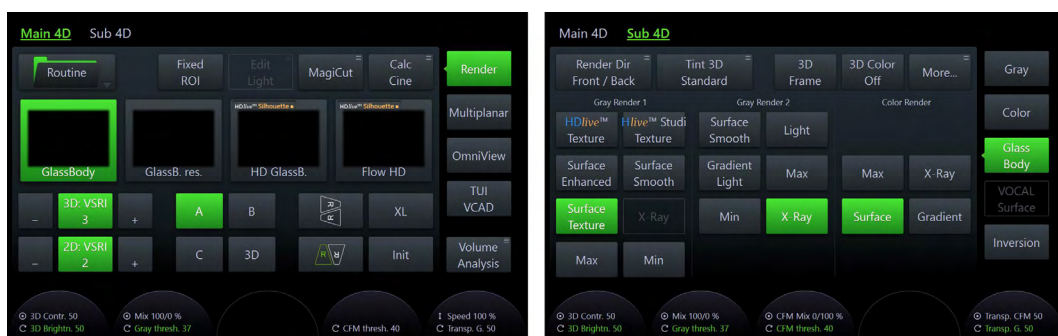 Main 4D Sub 4D
Routine
Fixed
ROI
Edit
Light
MagiCut
Calc
Cine
Render
HDlive™ Silhouette
HDlive™ Silhouette
GlassBody
GlassB. res.
HD GlassB.
Flow HD
Multiplanar
OmniView
TUI
VCAD
Volume
Analysis
–
3D: VSRI
3
+
A
B
R R
XL
–
2D: VSRI
2
+
C
3D
R R
Init
3D Contr. 50
3D Brightn. 50
Mix 100/0 %
Gray thresh. 37
CFM thresh. 40
Speed 100 %
Transp. G. 50
Main 4D Sub 4D
Render Dir
Front / Back
Tint 3D
Standard
3D
Frame
3D Color
Off
More...
Gray
Gray Render 1
Gray Render 2
Color Render
HDlive™
Texture
Hlive™ Studi
Texture
Surface
Smooth
Light
Surface
Enhanced
Surface
Smooth
Gradient
Light
Max
Max
X-Ray
Surface
Texture
X-Ray
Min
X-Ray
Surface
Gradient
Max
Min
Color
Glass
Body
VOCAL
Surface
Inversion
3D Contr. 50
3D Brightn. 50
Mix 100/0 %
Gray thresh. 37
CFM Mix 0/100 %
CFM thresh. 40
Transp. CFM 50
Transp. G. 50